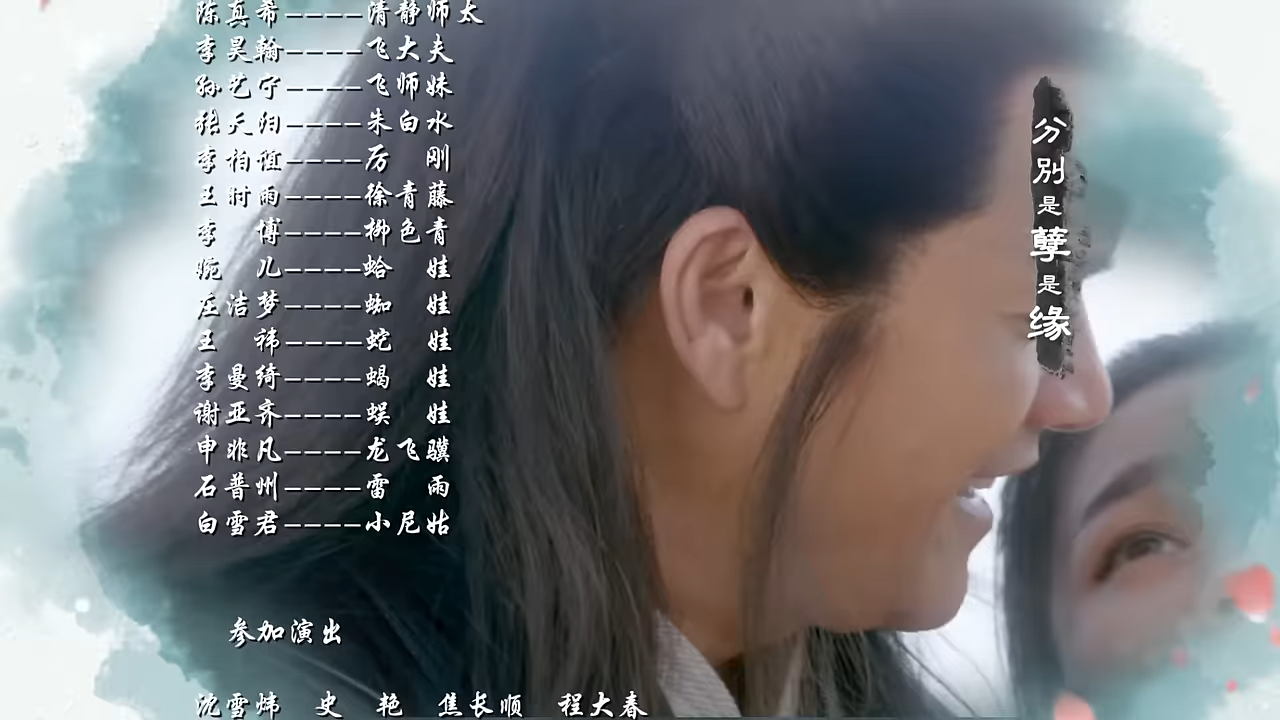 陈真希----清静师太
李昊翰----飞大夫
孙艺宁----飞师妹
张天阳----朱白水
李柏谊----厉 刚
王时雨----徐青藤
李 博----柳色青
婉 儿----蛤 娃
庄洁梦----蜘 娃
王 祎----蛇 娃
李曼绮----蝎 娃
谢亚齐----蜈 娃
申非凡----龙飞骥
石普州----雷 雨
白雪君----小尼姑
参加演出
沈雪炜 史 艳 焦长顺 程大春
分别是孽是缘